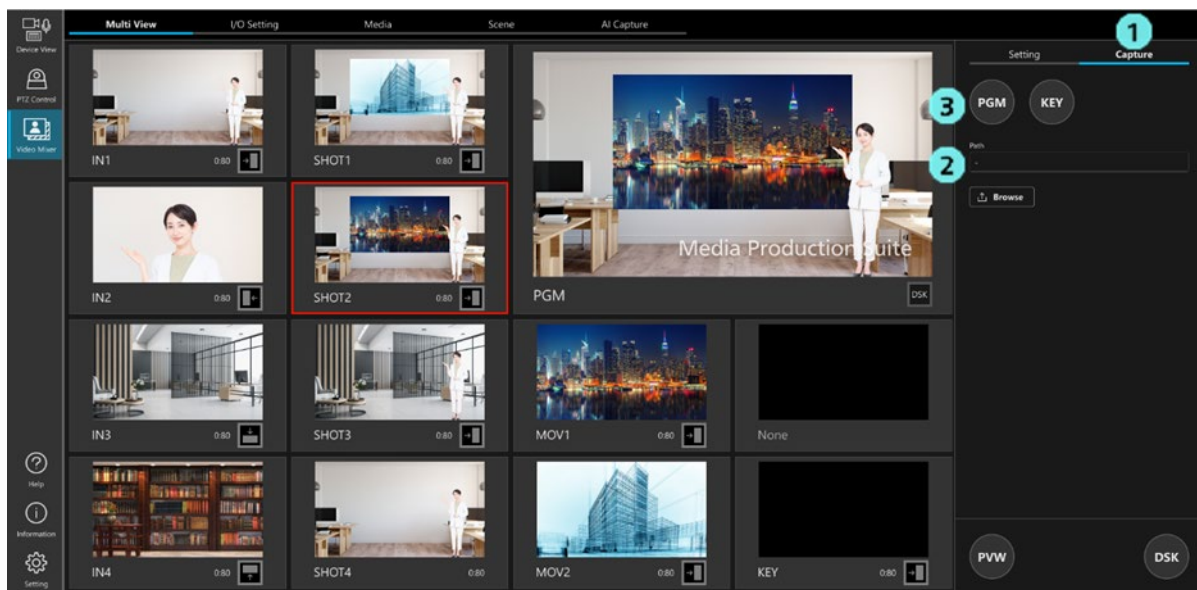 Multi View I/O Setting Media Scene AI Capture
1
Device View
PTZ Control
Video Mixer
Setting Capture
3 PGM KEY
Path
2 -
Browse
IN1 0:80
SHOT1 0:80
Media Production Suite
IN2 0:80
SHOT2 0:80
PGM DSK
IN3 0:80
SHOT3 0:80
MOV1 0:80
None
Help
Information
Setting
IN4 0:80
SHOT4 0:80
MOV2 0:80
KEY 0:80
PVW DSK